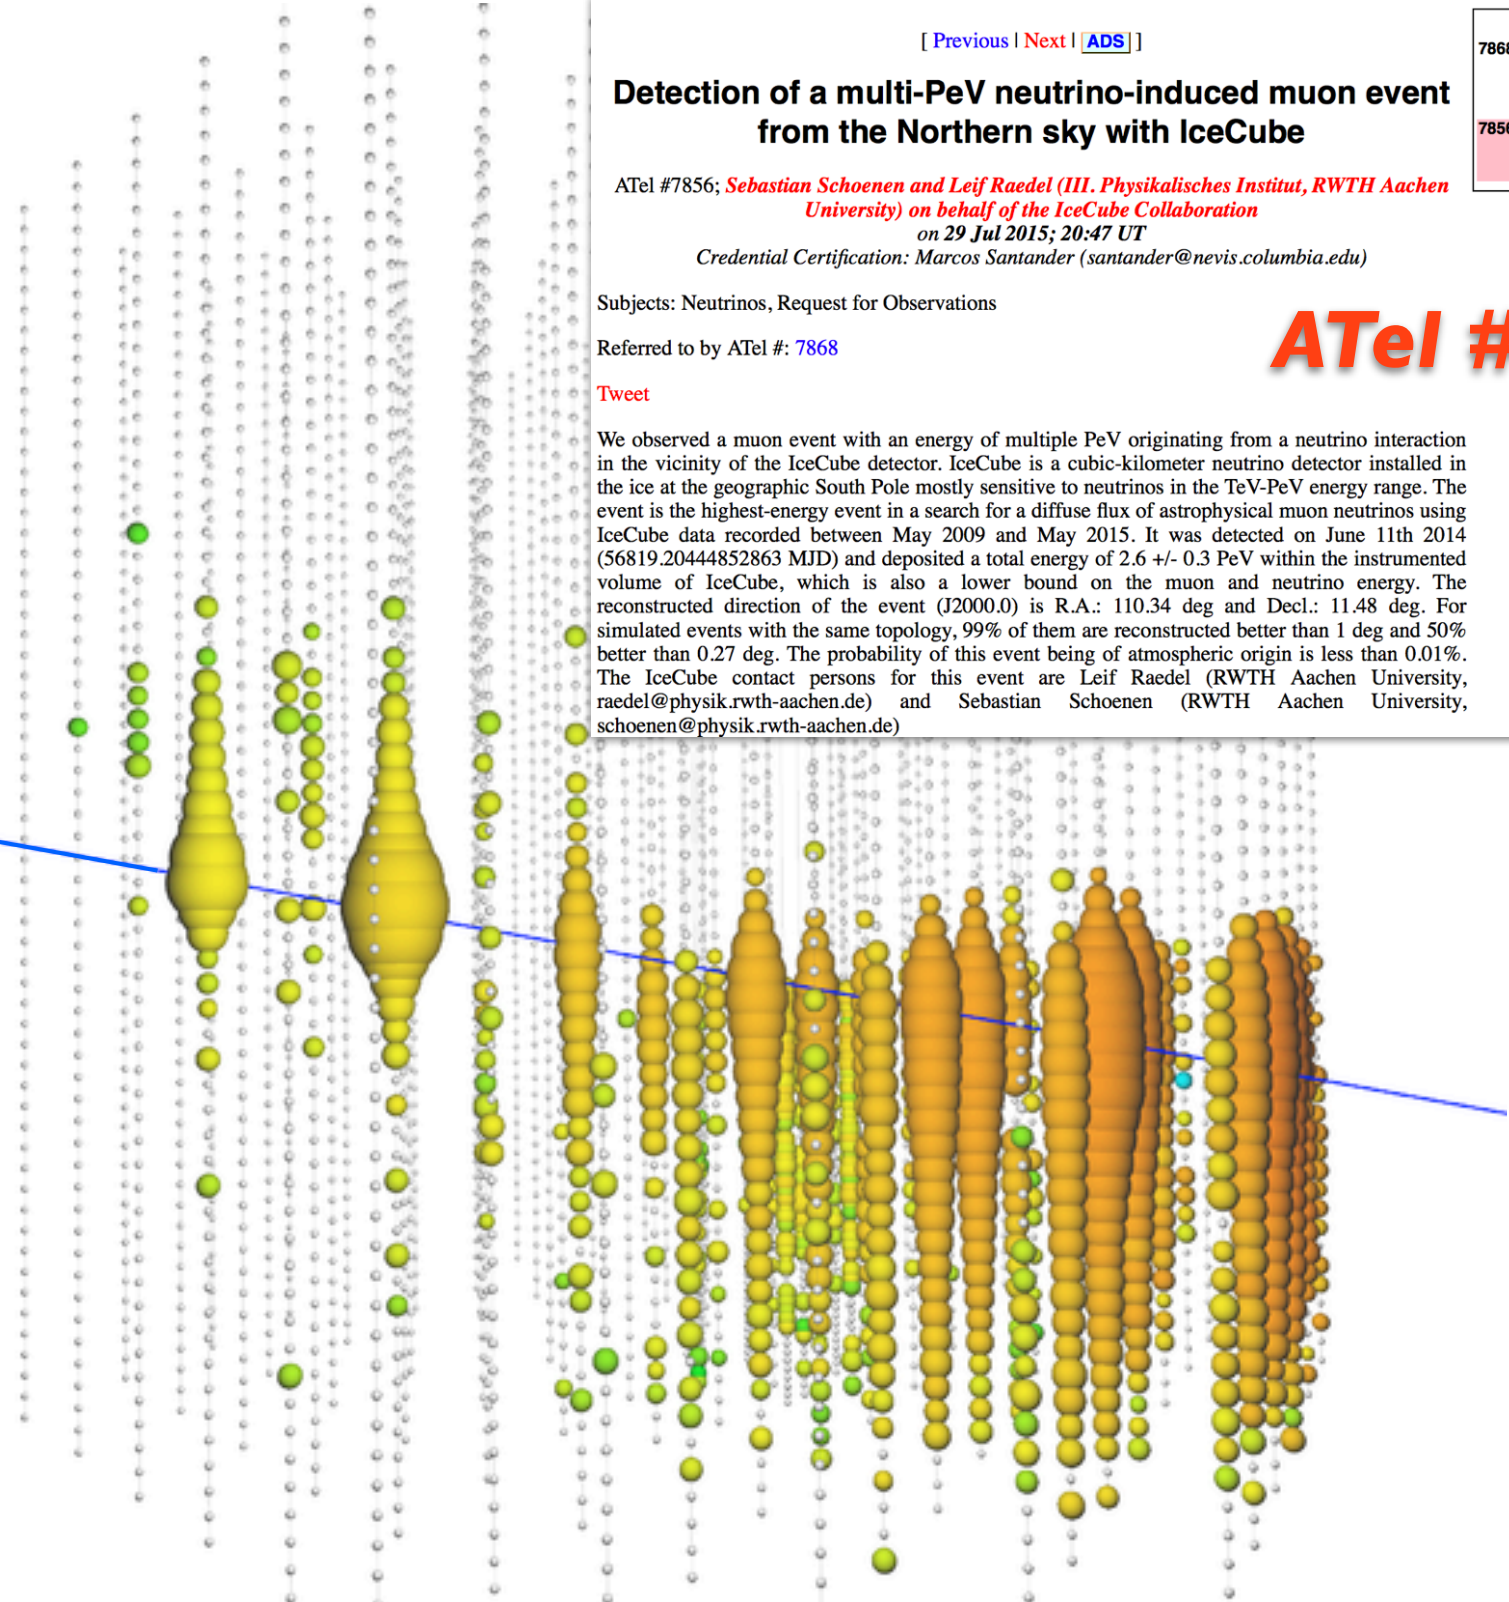 [ Previous | Next | ADS ]
Detection of a multi-PeV neutrino-induced muon event
from the Northern sky with IceCube
ATel #7856; Sebastian Schoenen and Leif Raedel (III. Physikalisches Institut, RWTH Aachen
University) on behalf of the IceCube Collaboration
on 29 Jul 2015; 20:47 UT
Credential Certification: Marcos Santander (santander@nevis.columbia.edu)
Subjects: Neutrinos, Request for Observations
Referred to by ATel #: 7868
Tweet
We observed a muon event with an energy of multiple PeV originating from a neutrino interaction
in the vicinity of the IceCube detector. IceCube is a cubic-kilometer neutrino detector installed in
the ice at the geographic South Pole mostly sensitive to neutrinos in the TeV-PeV energy range. The
event is the highest-energy event in a search for a diffuse flux of astrophysical muon neutrinos using
IceCube data recorded between May 2009 and May 2015. It was detected on June 11th 2014
(56819.20444852863 MJD) and deposited a total energy of 2.6 +/- 0.3 PeV within the instrumented
volume of IceCube, which is also a lower bound on the muon and neutrino energy. The
reconstructed direction of the event (J2000.0) is R.A.: 110.34 deg and Decl.: 11.48 deg. For
simulated events with the same topology, 99% of them are reconstructed better than 1 deg and 50%
better than 0.27 deg. The probability of this event being of atmospheric origin is less than 0.01%.
The IceCube contact persons for this event are Leif Raedel (RWTH Aachen University,
raedel@physik.rwth-aachen.de) and Sebastian Schoenen (RWTH Aachen University,
schoenen@physik.rwth-aachen.de)
7868
7856
ATel #